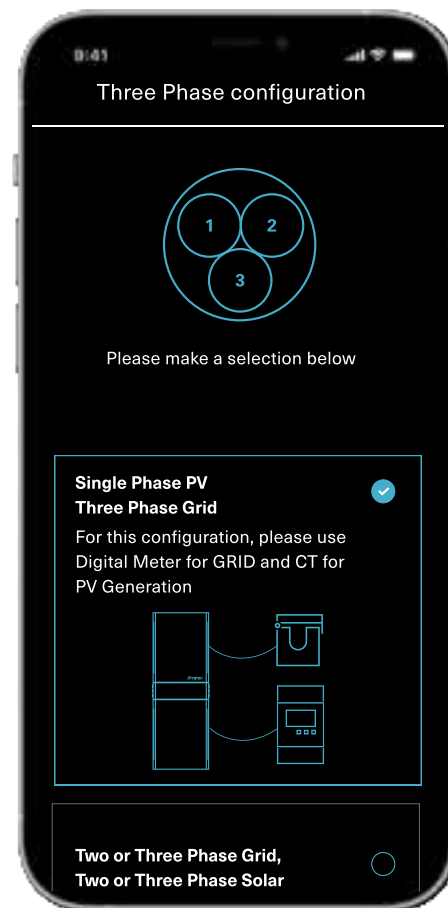 9:41
Three Phase configuration
1
2
3
Please make a selection below
Single Phase PV
Three Phase Grid
For this configuration, please use
Digital Meter for GRID and CT for
PV Generation
Two or Three Phase Grid,
Two or Three Phase Solar